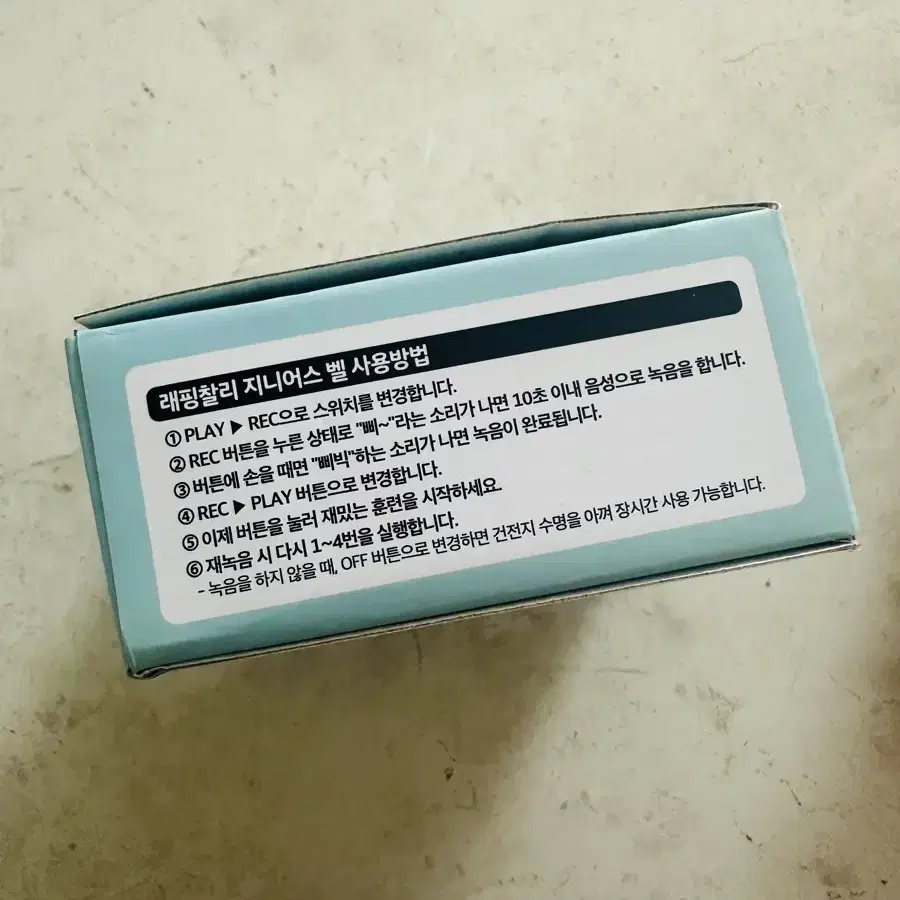 래핑찰리 지니어스 벨 사용방법
① PLAY ▶ REC으로 스위치를 변경합니다.
② REC 버튼을 누른 상태로 "삐~"라는 소리가 나면 10초 이내 음성으로 녹음을 합니다.
③ 버튼에 손을 때면 "삐빅"하는 소리가 나면 녹음이 완료됩니다.
④ REC ▶ PLAY 버튼으로 변경합니다.
⑤ 이제 버튼을 눌러 재밌는 훈련을 시작하세요.
⑥ 재녹음 시 다시 1~4번을 실행합니다.
- 녹음을 하지 않을 때, OFF 버튼으로 변경하면 건전지 수명을 아껴 장시간 사용 가능합니다.